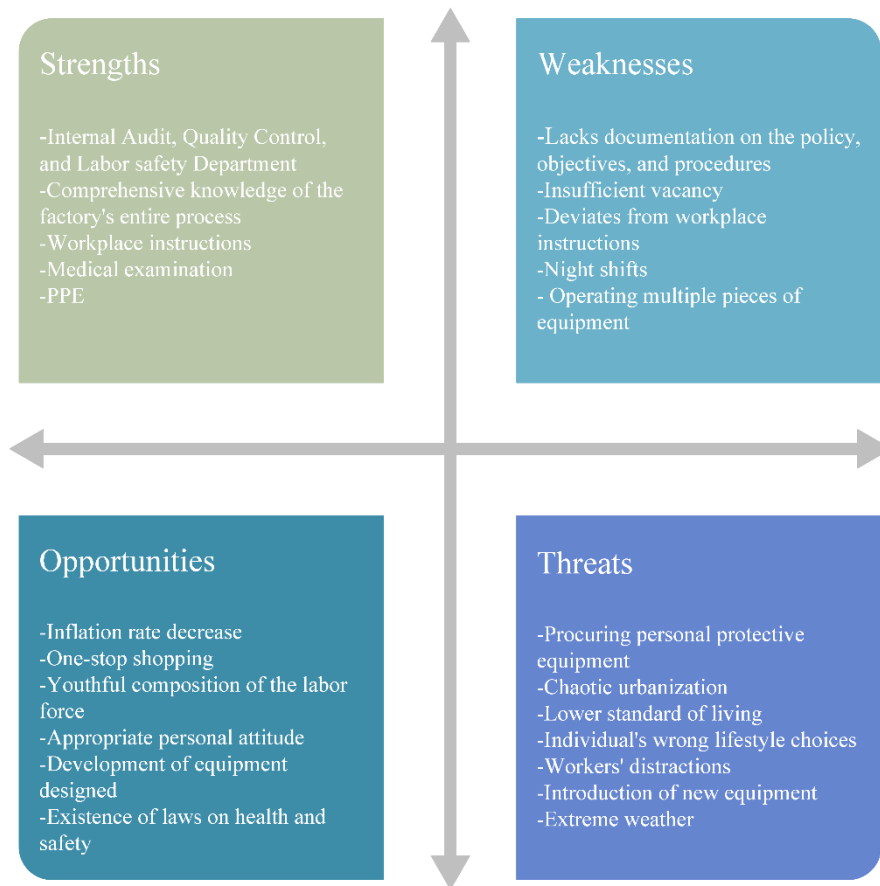 Strengths
-Internal Audit, Quality Control,
and Labor safety Department
-Comprehensive knowledge of the
factory's entire process
-Workplace instructions
-Medical examination
-PPE
Weaknesses
-Lacks documentation on the policy,
objectives, and procedures
-Insufficient vacancy
-Deviates from workplace
instructions
-Night shifts
- Operating multiple pieces of
equipment
Opportunities
-Inflation rate decrease
-One-stop shopping
-Youthful composition of the labor
force
-Appropriate personal attitude
-Development of equipment
designed
-Existence of laws on health and
safety
Threats
-Procuring personal protective
equipment
-Chaotic urbanization
-Lower standard of living
-Individual's wrong lifestyle choices
-Workers' distractions
-Introduction of new equipment
-Extreme weather